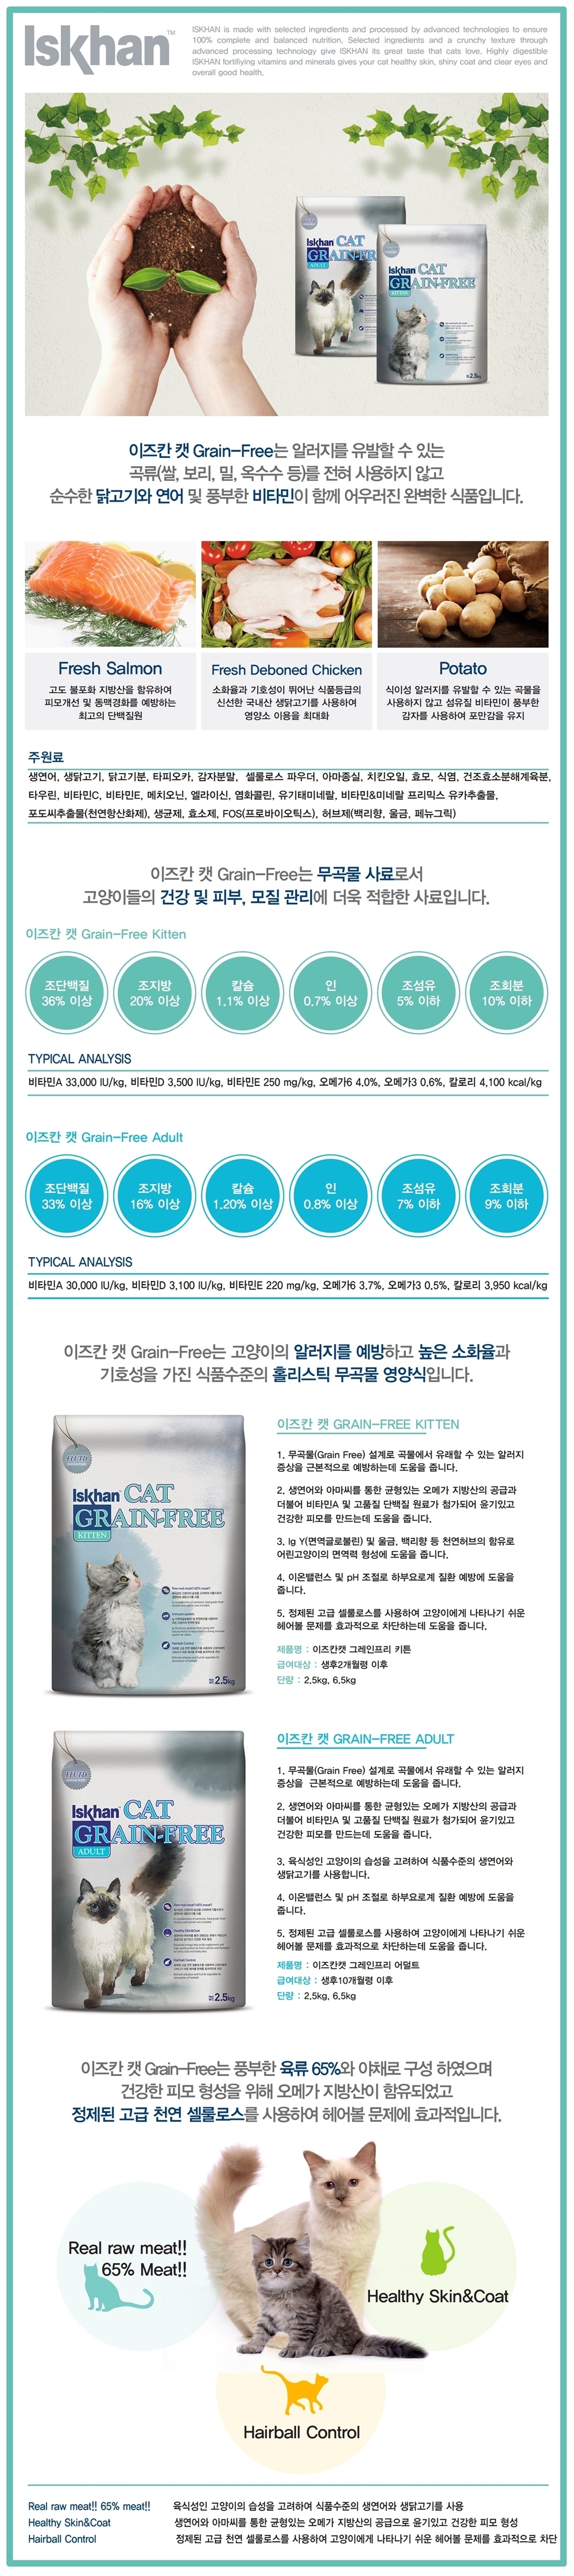 Iskhan™
ISKHAN is made with selected ingredients and processed by advanced technologies to ensure
100% complete and balanced nutrition. Selected ingredients and a crunchy texture through
advanced processing technology give ISKHAN its great taste that cats love. Highly digestible
ISKHAN fortifiying vitamins and minerals gives your cat healthy skin, shiny coat and clear eyes and
overall good health.
Iskhan CAT
GRAIN-FREE
ADULT
Iskhan CAT
GRAIN-FREE
KITTEN
2.5kg
이즈칸 캣 Grain-Free는 알러지를 유발할 수 있는
곡류(쌀, 보리, 밀, 옥수수 등)를 전혀 사용하지 않고
순수한 닭고기와 연어 및 풍부한 비타민이 함께 어우러진 완벽한 식품입니다.
Fresh Salmon
고도 불포화 지방산을 함유하여
피모개선 및 동맥경화를 예방하는
최고의 단백질원
Fresh Deboned Chicken
소화율과 기호성이 뛰어난 식품등급의
신선한 국내산 생닭고기를 사용하여
영양소 이용을 최대화
Potato
식이성 알러지를 유발할 수 있는 곡물을
사용하지 않고 섬유질 비타민이 풍부한
감자를 사용하여 포만감을 유지
주원료
생연어, 생닭고기, 닭고기분, 타피오카, 감자분말, 셀룰로스 파우더, 아마종실, 치킨오일, 효모, 식염, 건조효소분해계육분,
타우린, 비타민C, 비타민E, 메치오닌, 엘라이신, 염화콜린, 유기태미네랄, 비타민&미네랄 프리믹스 유카추출물,
포도씨추출물(천연항산화제), 생균제, 효소제, FOS(프로바이오틱스), 허브제(백리향, 울금, 페뉴그릭)
이즈칸 캣 Grain-Free는 무곡물 사료로서
고양이들의 건강 및 피부, 모질 관리에 더욱 적합한 사료입니다.
이즈칸 캣 Grain-Free Kitten
조단백질 36% 이상
조지방 20% 이상
칼슘 1.1% 이상
인 0.7% 이상
조섬유 5% 이하
조회분 10% 이하
TYPICAL ANALYSIS
비타민A 33,000 IU/kg, 비타민D 3,500 IU/kg, 비타민E 250 mg/kg, 오메가6 4.0%, 오메가3 0.6%, 칼로리 4,100 kcal/kg
이즈칸 캣 Grain-Free Adult
조단백질 33% 이상
조지방 16% 이상
칼슘 1.20% 이상
인 0.8% 이상
조섬유 7% 이하
조회분 9% 이하
TYPICAL ANALYSIS
비타민A 30,000 IU/kg, 비타민D 3,100 IU/kg, 비타민E 220 mg/kg, 오메가6 3.7%, 오메가3 0.5%, 칼로리 3,950 kcal/kg
이즈칸 캣 Grain-Free는 고양이의 알러지를 예방하고 높은 소화율과
기호성을 가진 식품수준의 홀리스틱 무곡물 영양식입니다.
Iskhan CAT
GRAIN-FREE
KITTEN
2.5kg
이즈칸 캣 GRAIN-FREE KITTEN
1. 무곡물(Grain Free) 설계로 곡물에서 유래할 수 있는 알러지
증상을 근본적으로 예방하는데 도움을 줍니다.
2. 생연어와 아마씨를 통한 균형있는 오메가 지방산의 공급과
더불어 비타민A 및 고품질 단백질 원료가 첨가되어 윤기있고
건강한 피모를 만드는데 도움을 줍니다.
3. Ig Y(면역글로불린) 및 울금, 백리향 등 천연허브의 함유로
어린고양이의 면역력 형성에 도움을 줍니다.
4. 이온밸런스 및 pH 조절로 하부요로계 질환 예방에 도움을
줍니다.
5. 정제된 고급 셀룰로스를 사용하여 고양이에게 나타나기 쉬운
헤어볼 문제를 효과적으로 차단하는데 도움을 줍니다.
제품명 : 이즈칸캣 그레인프리 키튼
급여대상 : 생후2개월령 이후
단량 : 2.5kg, 6.5kg
Iskhan CAT
GRAIN-FREE
ADULT
2.5kg
이즈칸 캣 GRAIN-FREE ADULT
1. 무곡물(Grain Free) 설계로 곡물에서 유래할 수 있는 알러지
증상을 근본적으로 예방하는데 도움을 줍니다.
2. 생연어와 아마씨를 통한 균형있는 오메가 지방산의 공급과
더불어 비타민A 및 고품질 단백질 원료가 첨가되어 윤기있고
건강한 피모를 만드는데 도움을 줍니다.
3. 육식성인 고양이의 습성을 고려하여 식품수준의 생연어와
생닭고기를 사용합니다.
4. 이온밸런스 및 pH 조절로 하부요로계 질환 예방에 도움을
줍니다.
5. 정제된 고급 셀룰로스를 사용하여 고양이에게 나타나기 쉬운
헤어볼 문제를 효과적으로 차단하는데 도움을 줍니다.
제품명 : 이즈칸캣 그레인프리 어덜트
급여대상 : 생후10개월령 이후
단량 : 2.5kg, 6.5kg
이즈칸 캣 Grain-Free는 풍부한 육류 65%와 야채로 구성 하였으며
건강한 피모 형성을 위해 오메가 지방산이 함유되었고
정제된 고급 천연 셀룰로스를 사용하여 헤어볼 문제에 효과적입니다.
Real raw meat!!
65% Meat!!
Healthy Skin&Coat
Hairball Control
Real raw meat!! 65% meat!! 육식성인 고양이의 습성을 고려하여 식품수준의 생연어와 생닭고기를 사용
Healthy Skin&Coat 생연어와 아마씨를 통한 균형있는 오메가 지방산의 공급으로 윤기있고 건강한 피모 형성
Hairball Control 정제된 고급 천연 셀룰로스를 사용하여 고양이에게 나타나기 쉬운 헤어볼 문제를 효과적으로 차단